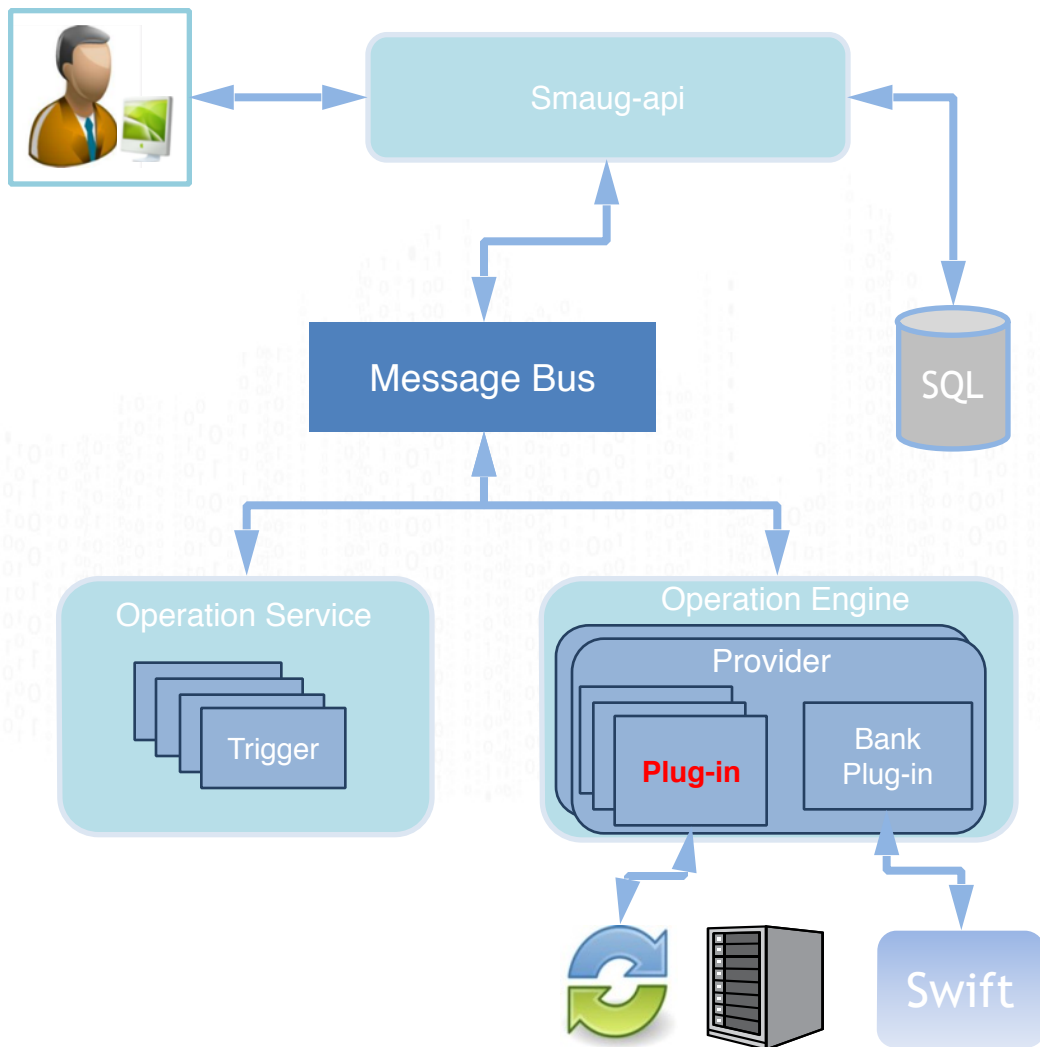 Smaug-api
Message Bus
SQL
Operation Service
Trigger
Operation Engine
Provider
Plug-in
Bank
Plug-in
Swift